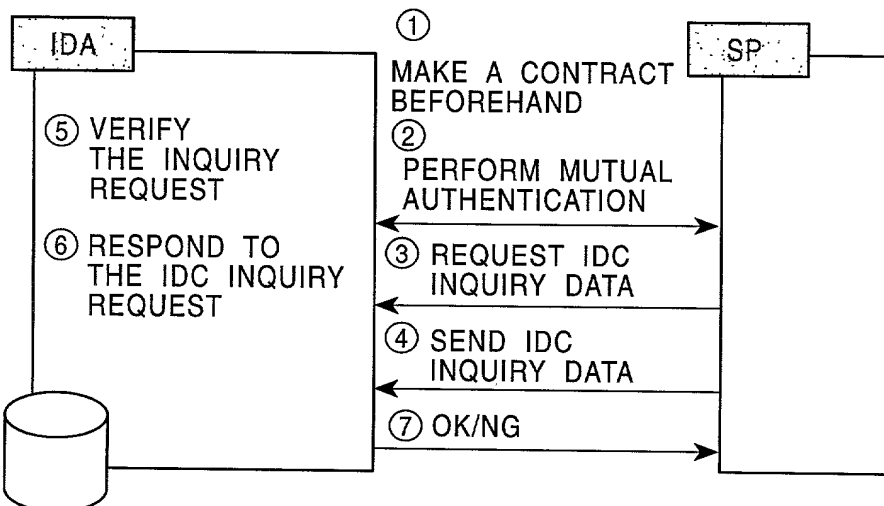 IDA
①
SP
MAKE A CONTRACT
BEFOREHAND
②
PERFORM MUTUAL
AUTHENTICATION
③ REQUEST IDC
INQUIRY DATA
④ SEND IDC
INQUIRY DATA
⑤ VERIFY
THE INQUIRY
REQUEST
⑥ RESPOND TO
THE IDC INQUIRY
REQUEST
⑦ OK/NG